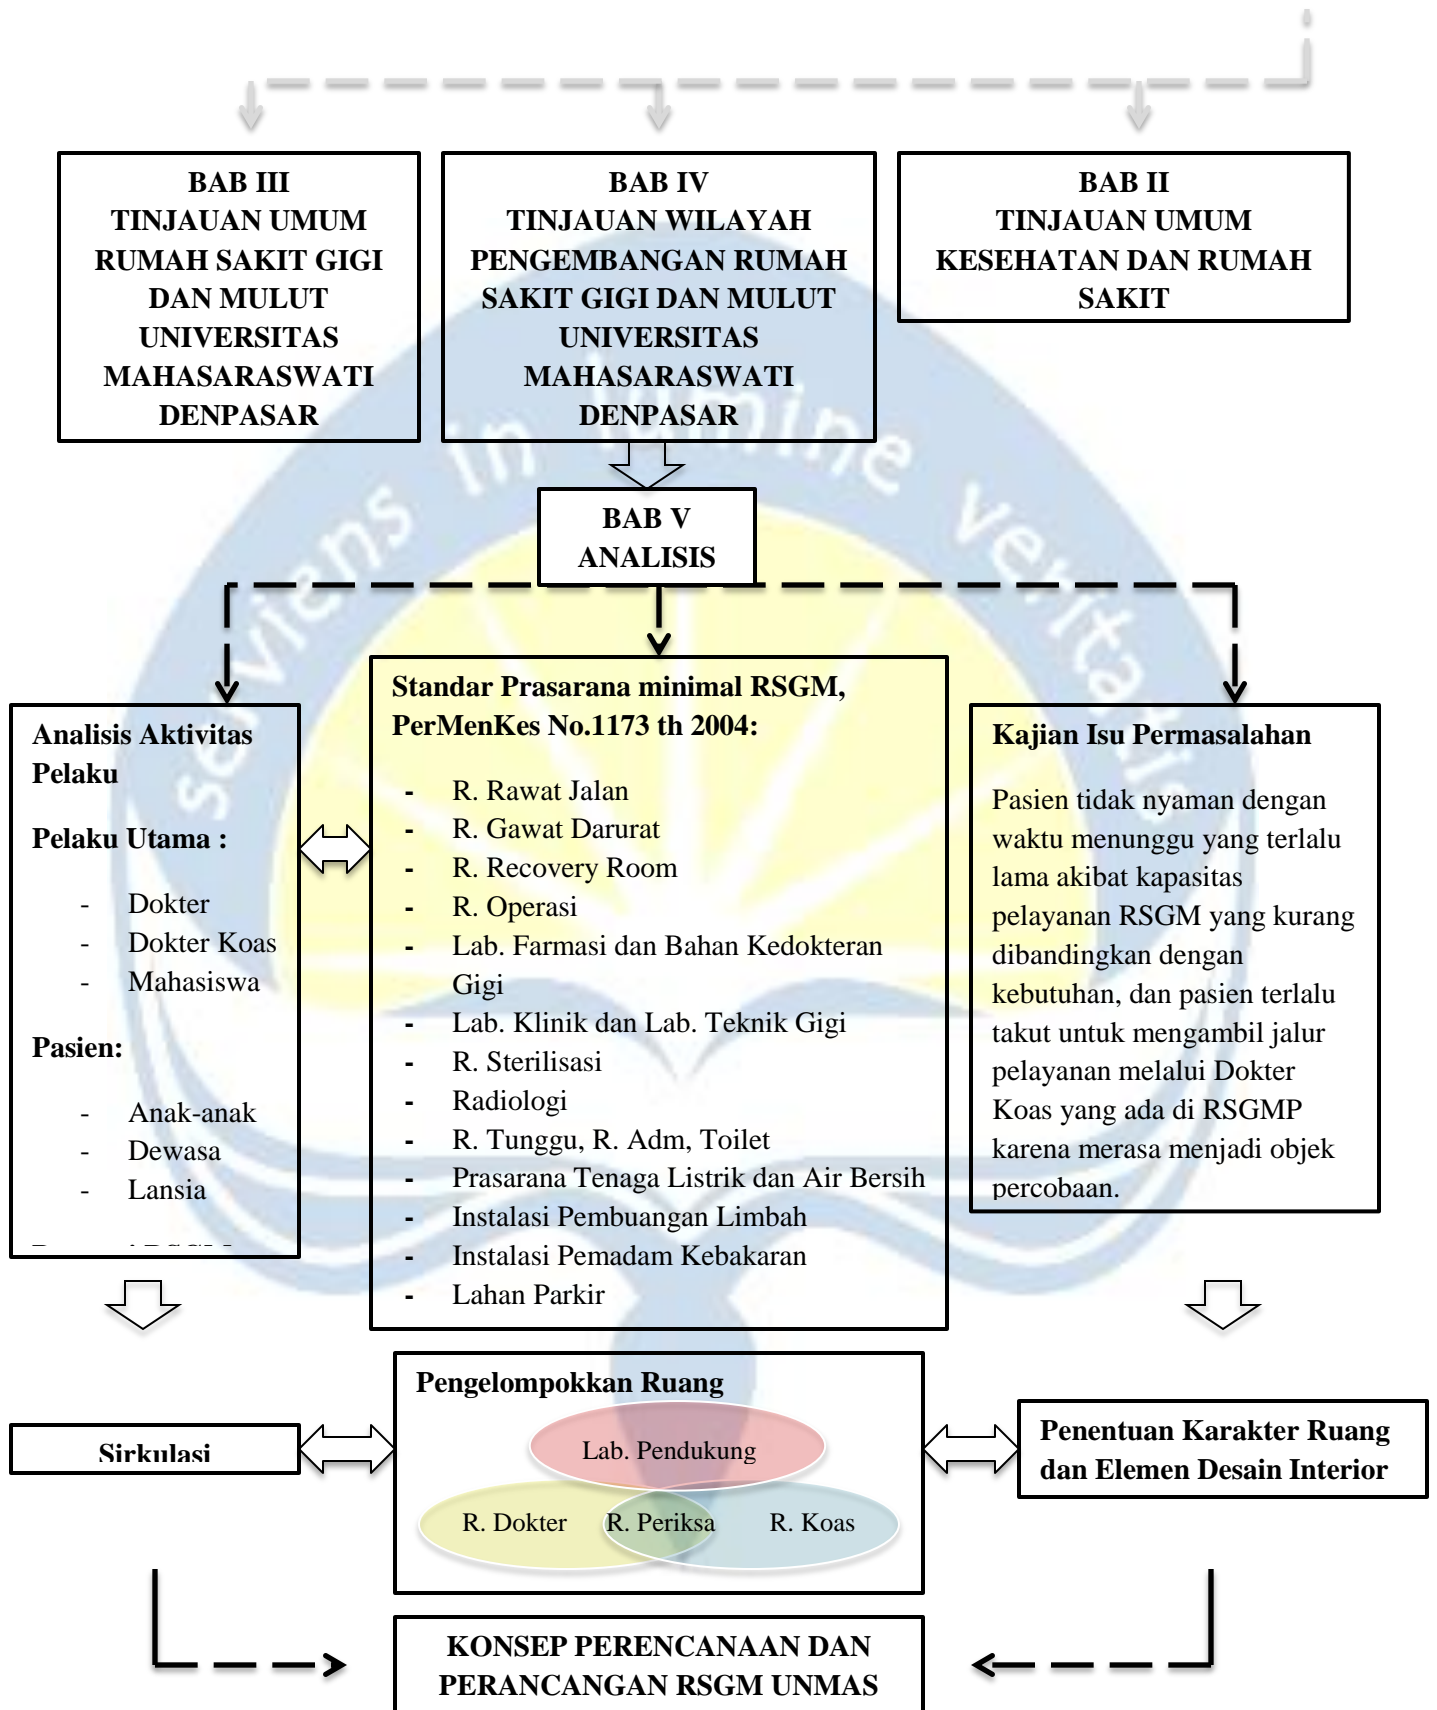 BAB III
TINJAUAN UMUM
RUMAH SAKIT GIGI
DAN MULUT
UNIVERSITAS
MAHASARASWATI
DENPASAR
BAB IV
TINJAUAN WILAYAH
PENGEMBANGAN RUMAH
SAKIT GIGI DAN MULUT
UNIVERSITAS
MAHASARASWATI
DENPASAR
BAB II
TINJAUAN UMUM
KESEHATAN DAN RUMAH
SAKIT
serviens in lumine veritatis
BAB V
ANALISIS
Analisis Aktivitas
Pelaku
Pelaku Utama :
- Dokter
- Dokter Koas
- Mahasiswa
Pasien:
- Anak-anak
- Dewasa
- Lansia
Standar Prasarana minimal RSGM,
PerMenKes No.1173 th 2004:
- R. Rawat Jalan
- R. Gawat Darurat
- R. Recovery Room
- R. Operasi
- Lab. Farmasi dan Bahan Kedokteran
Gigi
- Lab. Klinik dan Lab. Teknik Gigi
- R. Sterilisasi
- Radiologi
- R. Tunggu, R. Adm, Toilet
- Prasarana Tenaga Listrik dan Air Bersih
- Instalasi Pembuangan Limbah
- Instalasi Pemadam Kebakaran
- Lahan Parkir
Kajian Isu Permasalahan
Pasien tidak nyaman dengan
waktu menunggu yang terlalu
lama akibat kapasitas
pelayanan RSGM yang kurang
dibandingkan dengan
kebutuhan, dan pasien terlalu
takut untuk mengambil jalur
pelayanan melalui Dokter
Koas yang ada di RSGMP
karena merasa menjadi objek
percobaan.
Sirkulasi
Pengelompokkan Ruang
Lab. Pendukung
R. Dokter R. Periksa R. Koas
Penentuan Karakter Ruang
dan Elemen Desain Interior
KONSEP PERENCANAAN DAN
PERANCANGAN RSGM UNMAS